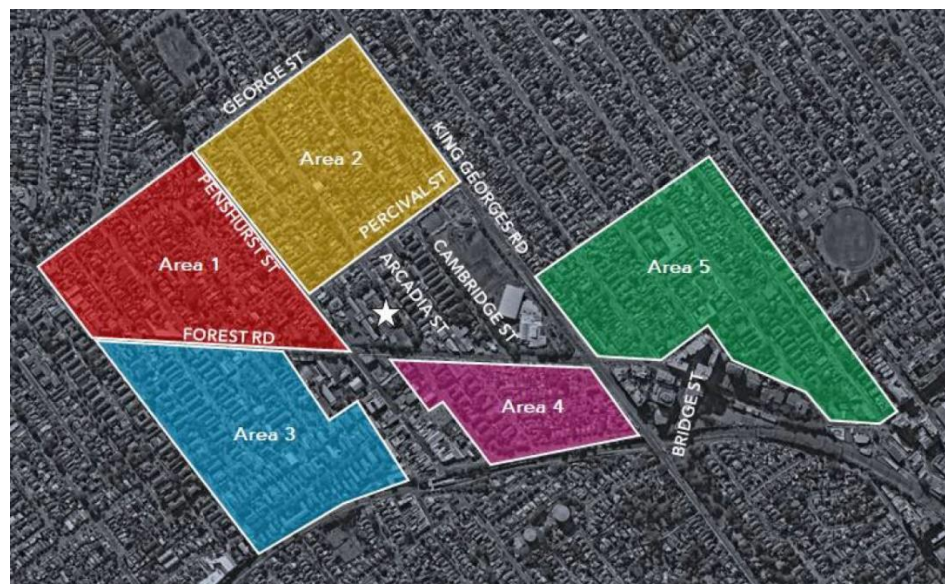 GEORGE ST
Area 2
KING GEORGES RD
PENSHURST ST
PERCIVAL ST
Area 1
ARCADIA ST
CAMBRIDGE ST
Area 5
FOREST RD
Area 4
BRIDGE ST
Area 3